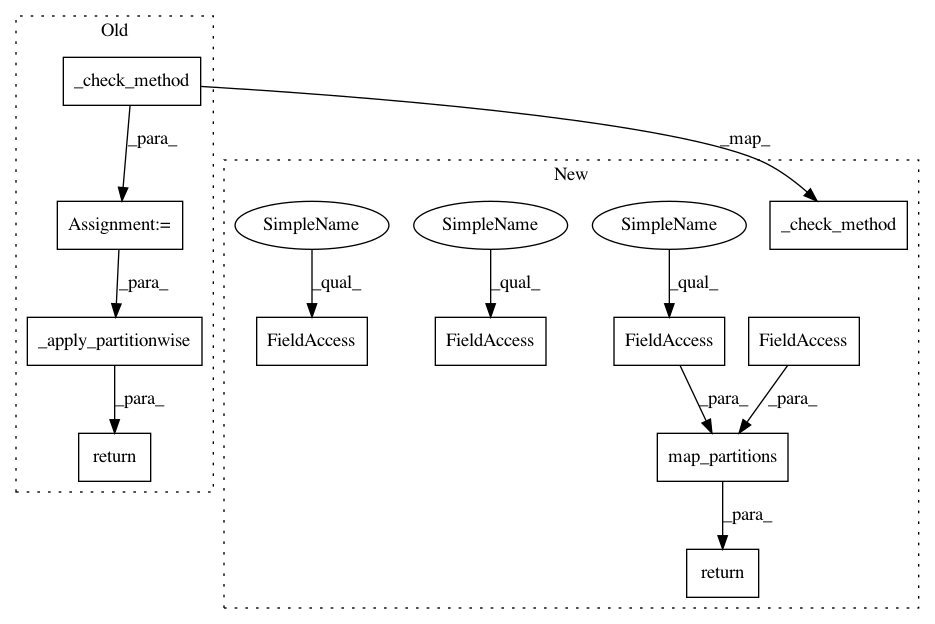 Old
_check_method
_para_
_map_
New
Assignment:=
SimpleName
SimpleName
SimpleName
_check_method
_para_
_qual_
_qual_
_qual_
_apply_partitionwise
FieldAccess
FieldAccess
FieldAccess
FieldAccess
_para_
_para_
_para_
return
map_partitions
_para_
return